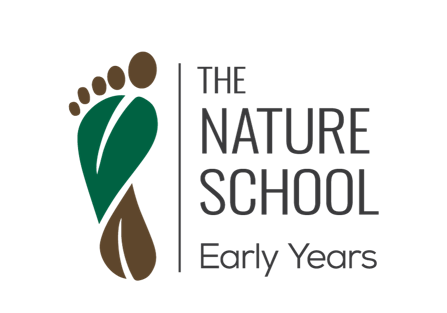 THE
NATURE
SCHOOL
Early Years